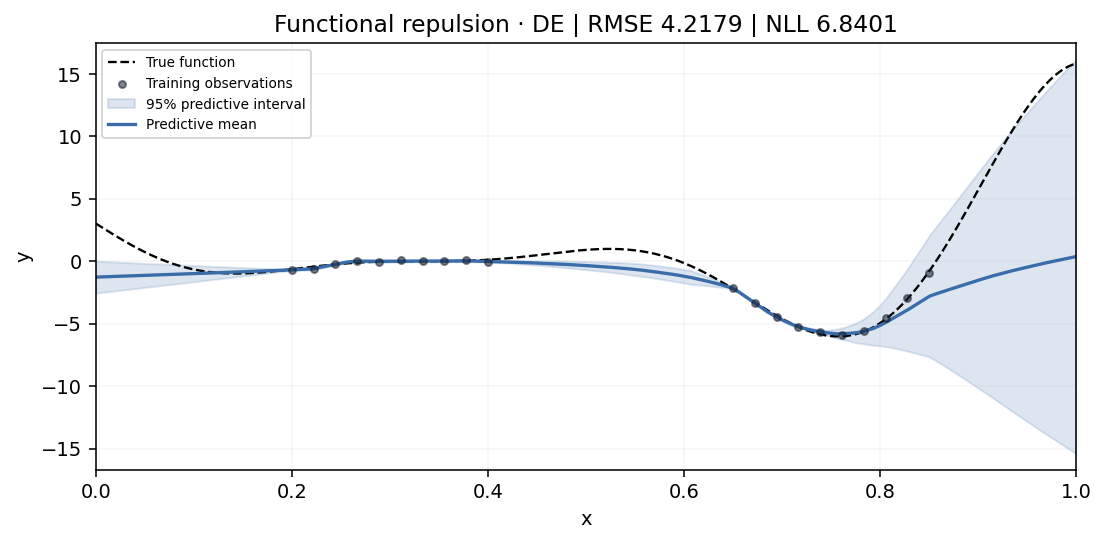 Functional repulsion · DE | RMSE 4.2179 | NLL 6.8401
True function
Training observations
95% predictive interval
Predictive mean
15
10
5
0
−5
−10
−15
y
0.0 0.2 0.4 0.6 0.8 1.0
x